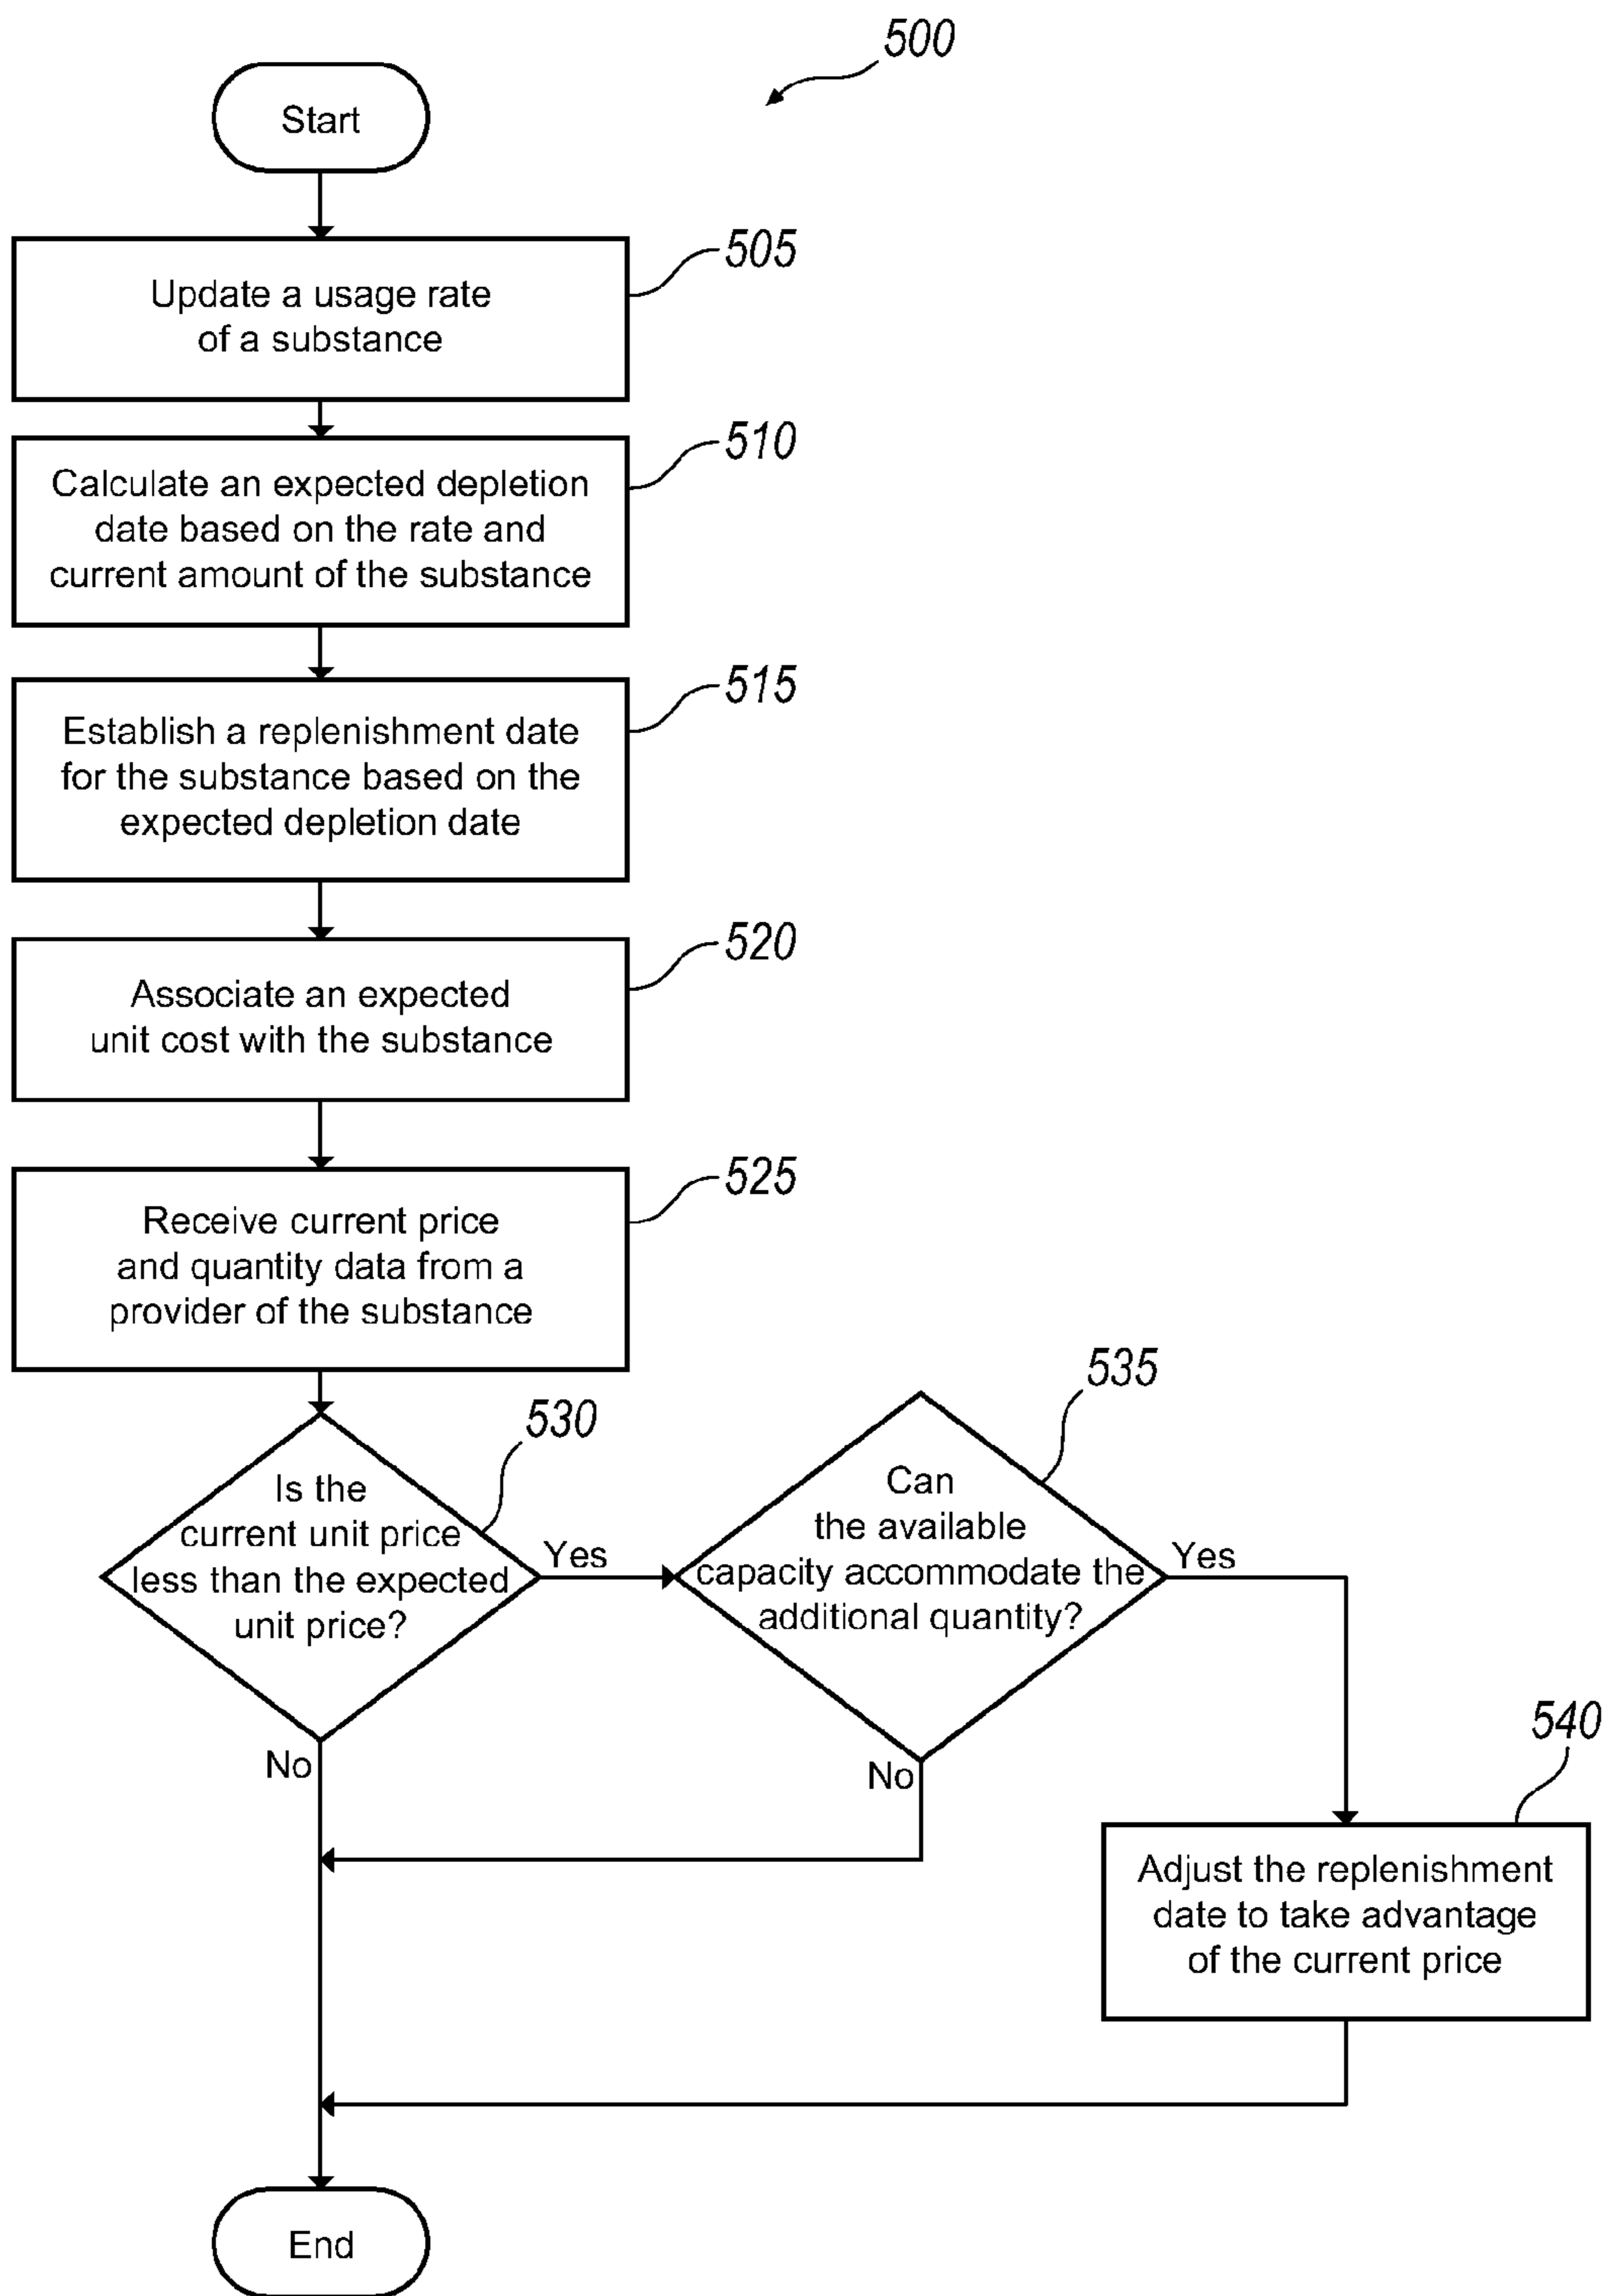 500
Start
505
Update a usage rate
of a substance
510
Calculate an expected depletion
date based on the rate and
current amount of the substance
515
Establish a replenishment date
for the substance based on the
expected depletion date
520
Associate an expected
unit cost with the substance
525
Receive current price
and quantity data from a
provider of the substance
530
Is the
current unit price
less than the expected
unit price?
Yes
No
535
Can
the available
capacity accommodate the
additional quantity?
Yes
No
540
Adjust the replenishment
date to take advantage
of the current price
End